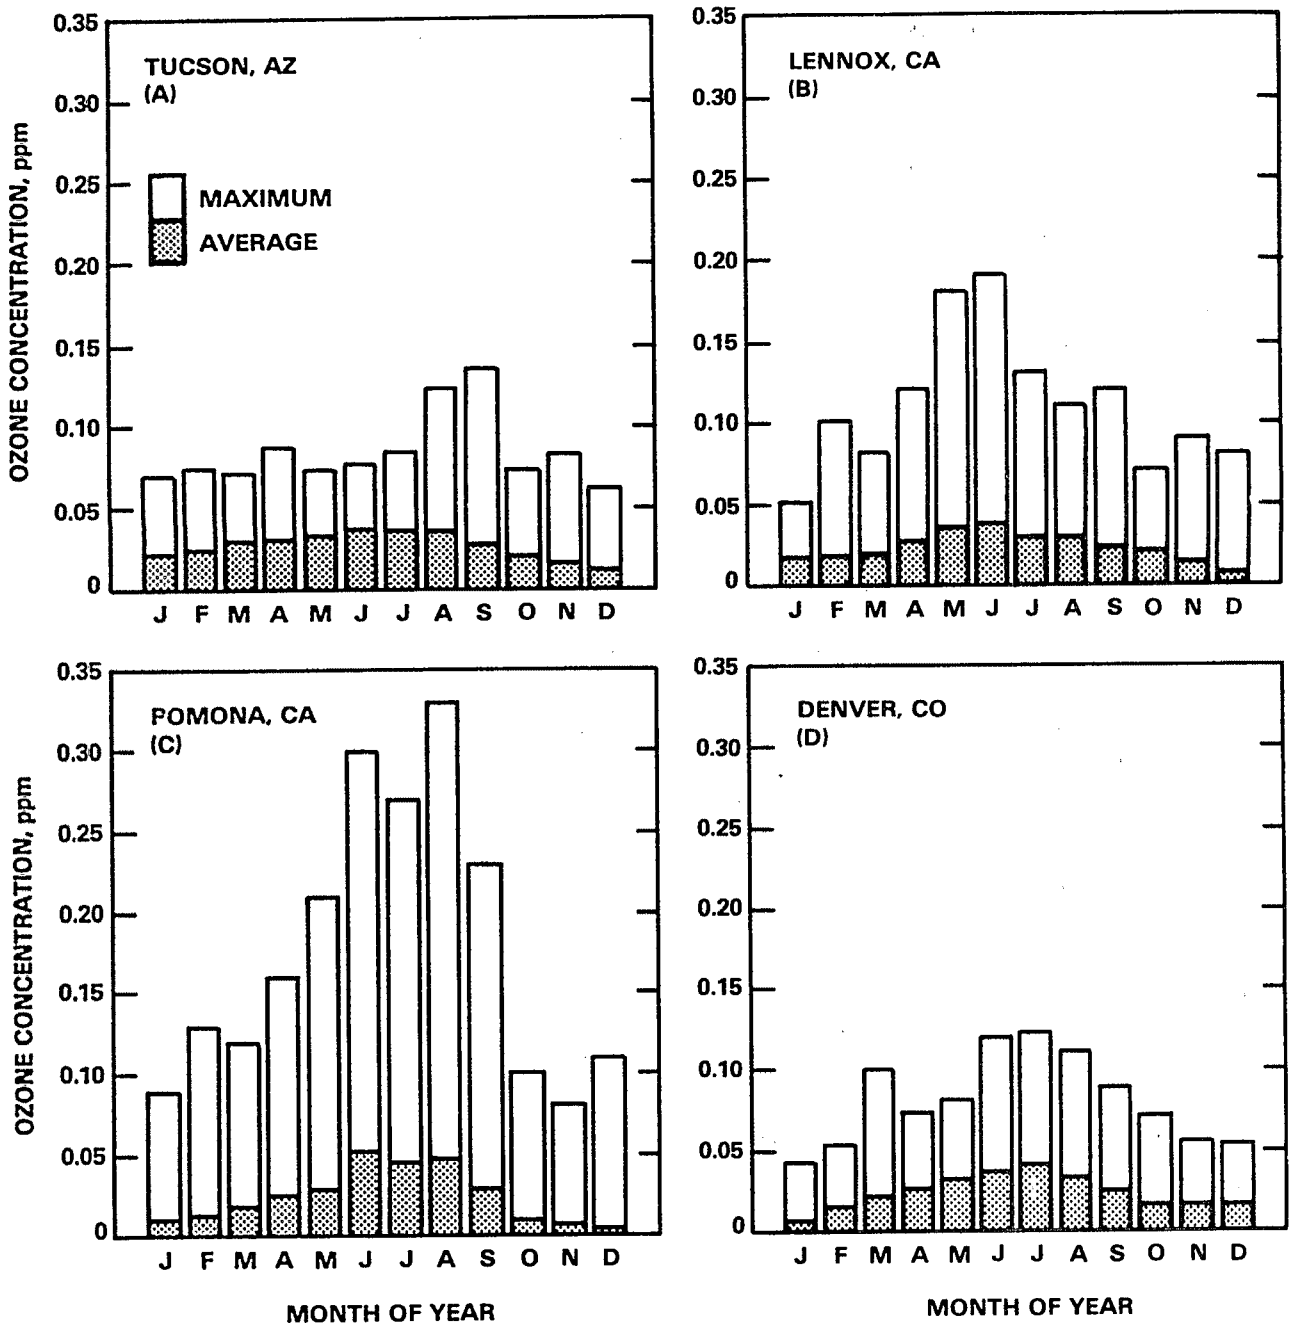 TUCSON, AZ
(A)
MAXIMUM
AVERAGE
OZONE CONCENTRATION, ppm
0.35
0.30
0.25
0.20
0.15
0.10
0.05
0
J F M A M J J A S O N D
LENNOX, CA
(B)
0.35
0.30
0.25
0.20
0.15
0.10
0.05
0
J F M A M J J A S O N D
POMONA, CA
(C)
OZONE CONCENTRATION, ppm
0.35
0.30
0.25
0.20
0.15
0.10
0.05
0
J F M A M J J A S O N D
MONTH OF YEAR
DENVER, CO
(D)
0.35
0.30
0.25
0.20
0.15
0.10
0.05
0
J F M A M J J A S O N D
MONTH OF YEAR